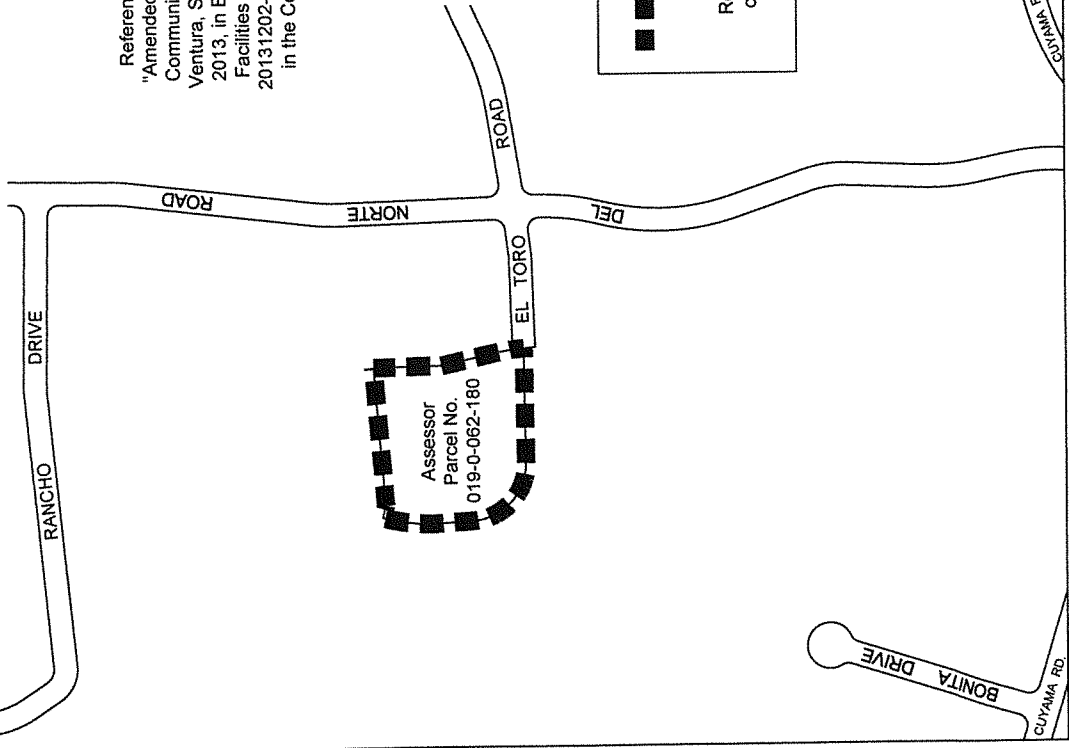 Referen
"Amended
Communi
Ventura, S
2013, in B
Facilities
20131202-
in the Co
RANCHO DRIVE
DEL NORTE ROAD
EL TORO ROAD
Assessor
Parcel No.
019-0-062-180
BONITA DRIVE
CUYAMA RD.
CUYAMA R